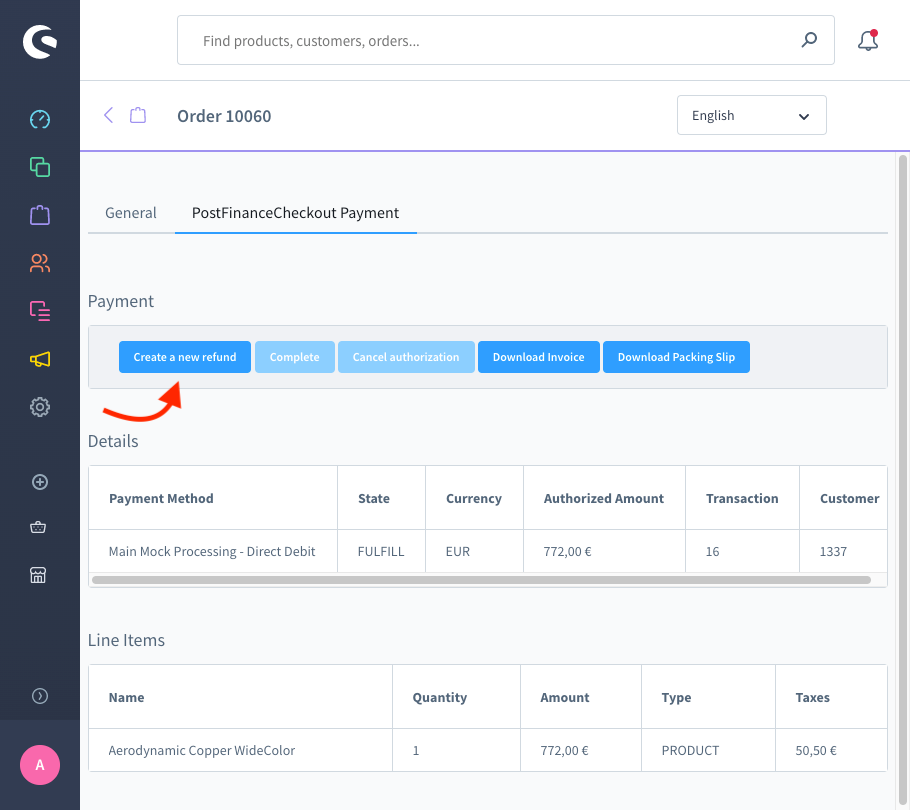 Find products, customers, orders...
Order 10060
English
General PostFinanceCheckout Payment
Payment
Create a new refund Complete Cancel authorization Download Invoice Download Packing Slip
Details
Payment Method State Currency Authorized Amount Transaction Customer
Main Mock Processing - Direct Debit FULFILL EUR 772,00 € 16 1337
Line Items
Name Quantity Amount Type Taxes
Aerodynamic Copper WideColor 1 772,00 € PRODUCT 50,50 €
A